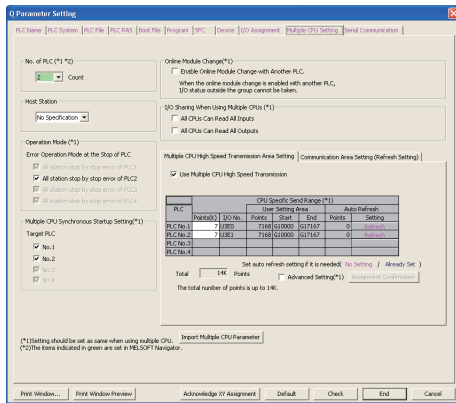 Q Parameter Setting
PLC Name PLC System PLC File PLC RAS Boot File Program SFC Device I/O Assignment Multiple CPU Setting Serial Communication
No. of PLC (*1 *2)
2 Count
Host Station
No Specification
Operation Mode (*1)
Error Operation Mode at the Stop of PLC
All station stop by stop error of PLC1
All station stop by stop error of PLC2
All station stop by stop error of PLC3
All station stop by stop error of PLC4
Multiple CPU Synchronous Startup Setting(*1)
Target PLC
No.1
No.2
No.3
No.4
Online Module Change(*1)
Enable Online Module Change with Another PLC.
When the online module change is enabled with another PLC,
I/O status outside the group cannot be taken.
I/O Sharing When Using Multiple CPUs (*1)
All CPUs Can Read All Inputs
All CPUs Can Read All Outputs
Multiple CPU High Speed Transmission Area Setting Communication Area Setting (Refresh Setting)
Use Multiple CPU High Speed Transmission
CPU Specific Send Range (*1)
PLC User Setting Area Auto Refresh
Points(K) I/O No. Points Start End Points Setting
PLC No.1 7 U3E0 7168 G10000 G17167 0 Refresh
PLC No.2 7 U3E1 7168 G10000 G17167 0 Refresh
PLC No.3
PLC No.4
Set auto refresh setting if it is needed( No Setting / Already Set )
Total 14K Points Advanced Setting(*1) Assignment Confirmation
The total number of points is up to 14K.
(*1)Setting should be set as same when using multiple CPU. Import Multiple CPU Parameter
(*2)The items indicated in green are set in MELSOFT Navigator.
Print Window... Print Window Preview Acknowledge XY Assignment Default Check End Cancel